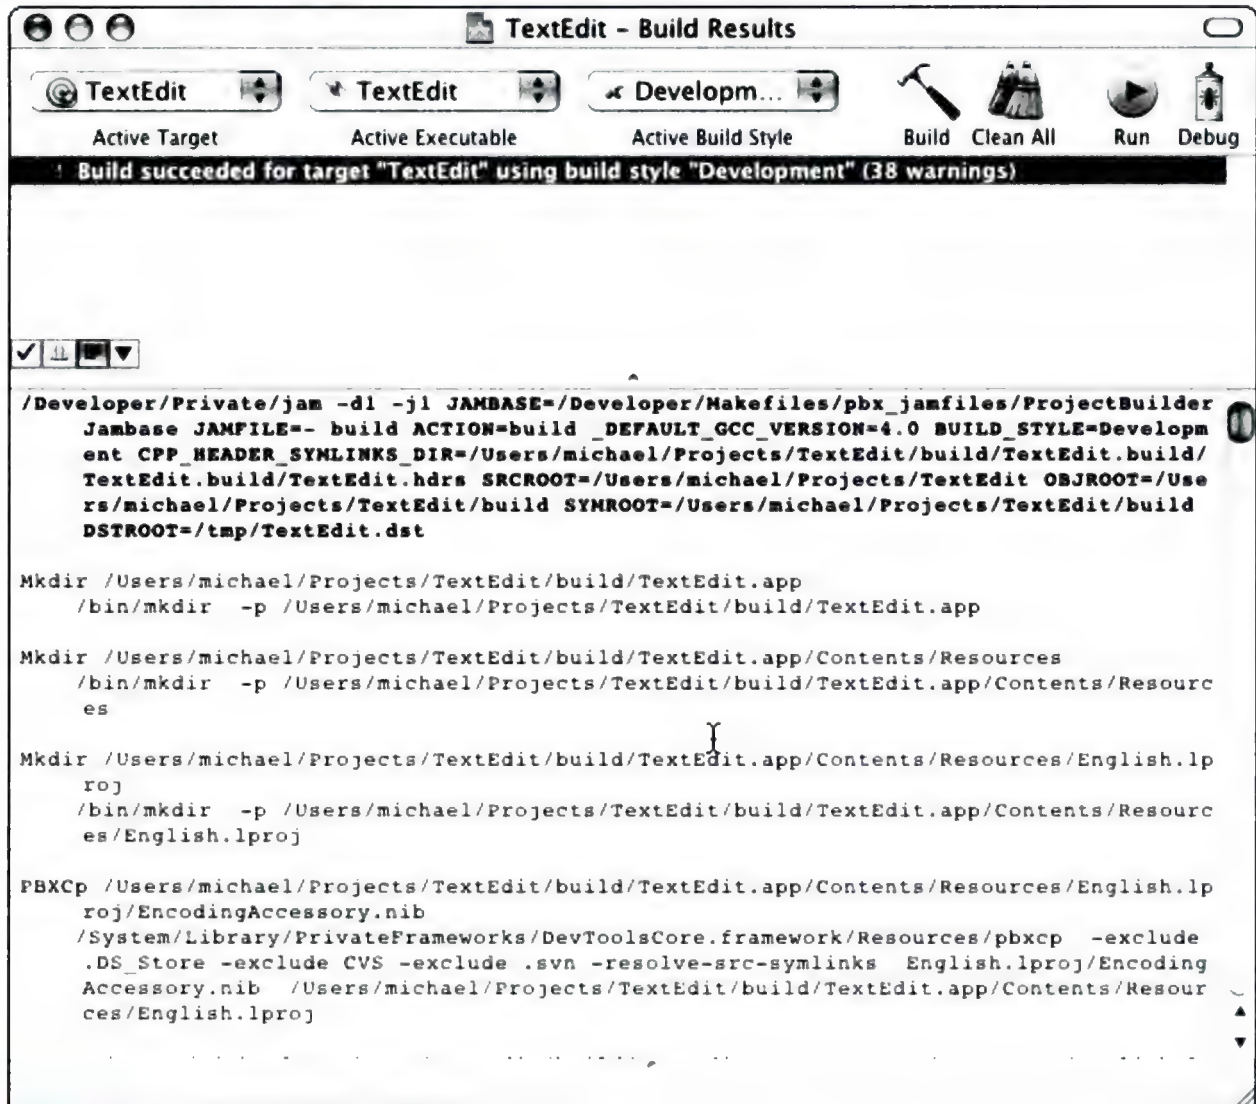 TextEdit – Build Results
TextEdit
TextEdit
Developm...
Active Target
Active Executable
Active Build Style
Build
Clean All
Run
Debug
Build succeeded for target "TextEdit" using build style "Development" (38 warnings)
/Developer/Private/jam -d1 -j1 JAMBASE=/Developer/Makefiles/pbx_jamfiles/ProjectBuilder
Jambase JAMFILE=- build ACTION=build _DEFAULT_GCC_VERSION=4.0 BUILD_STYLE=Developm
ent CPP_HEADER_SYMLINKS_DIR=/Users/michael/Projects/TextEdit/build/TextEdit.build/
TextEdit.build/TextEdit.hdrs SRCROOT=/Users/michael/Projects/TextEdit OBJROOT=/Use
rs/michael/Projects/TextEdit/build SYMROOT=/Users/michael/Projects/TextEdit/build
DSTROOT=/tmp/TextEdit.dst
Mkdir /Users/michael/Projects/TextEdit/build/TextEdit.app
/bin/mkdir  -p /Users/michael/Projects/TextEdit/build/TextEdit.app
Mkdir /Users/michael/Projects/TextEdit/build/TextEdit.app/Contents/Resources
/bin/mkdir  -p /Users/michael/Projects/TextEdit/build/TextEdit.app/Contents/Resourc
es
Mkdir /Users/michael/Projects/TextEdit/build/TextEdit.app/Contents/Resources/English.lp
roj
/bin/mkdir  -p /Users/michael/Projects/TextEdit/build/TextEdit.app/Contents/Resourc
es/English.lproj
PBXCp /Users/michael/Projects/TextEdit/build/TextEdit.app/Contents/Resources/English.lp
roj/EncodingAccessory.nib
/System/Library/PrivateFrameworks/DevToolsCore.framework/Resources/pbxcp  -exclude
.DS_Store -exclude CVS -exclude .svn -resolve-src-symlinks  English.lproj/Encoding
Accessory.nib  /Users/michael/Projects/TextEdit/build/TextEdit.app/Contents/Resour
ces/English.lproj